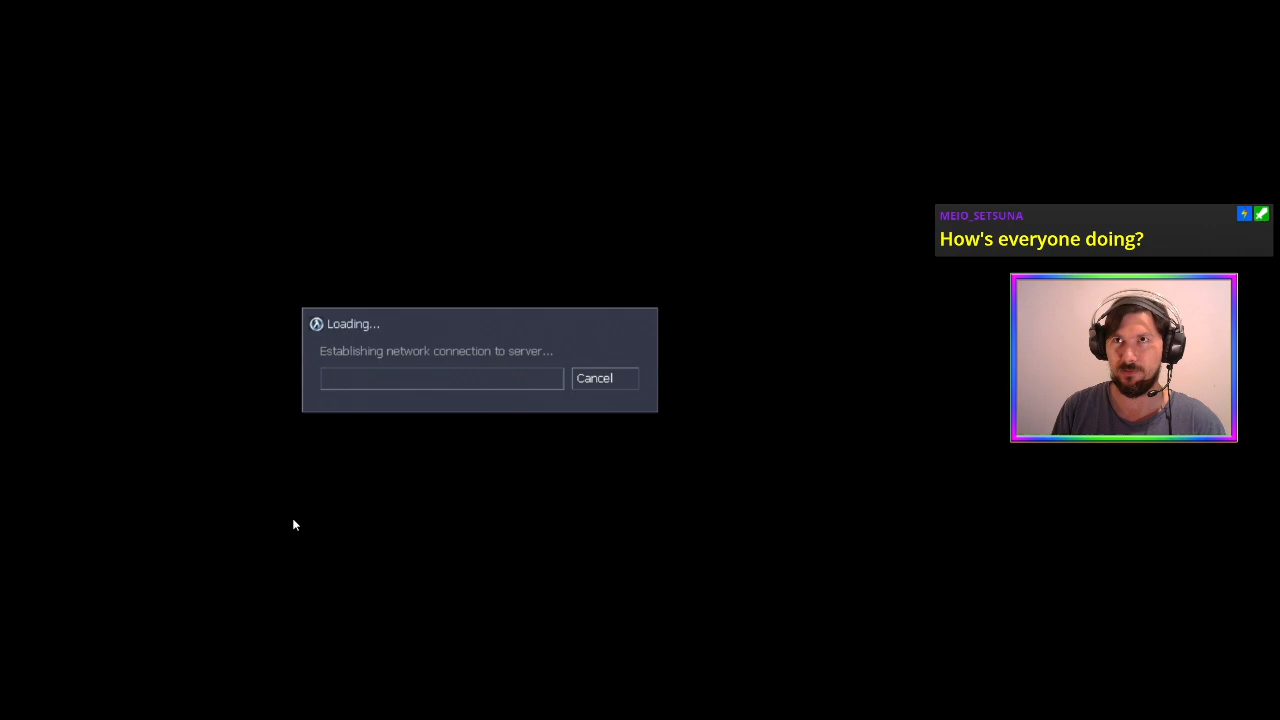 Loading...
Establishing network connection to server...
Cancel
MEIO_SETSUNA
How's everyone doing?